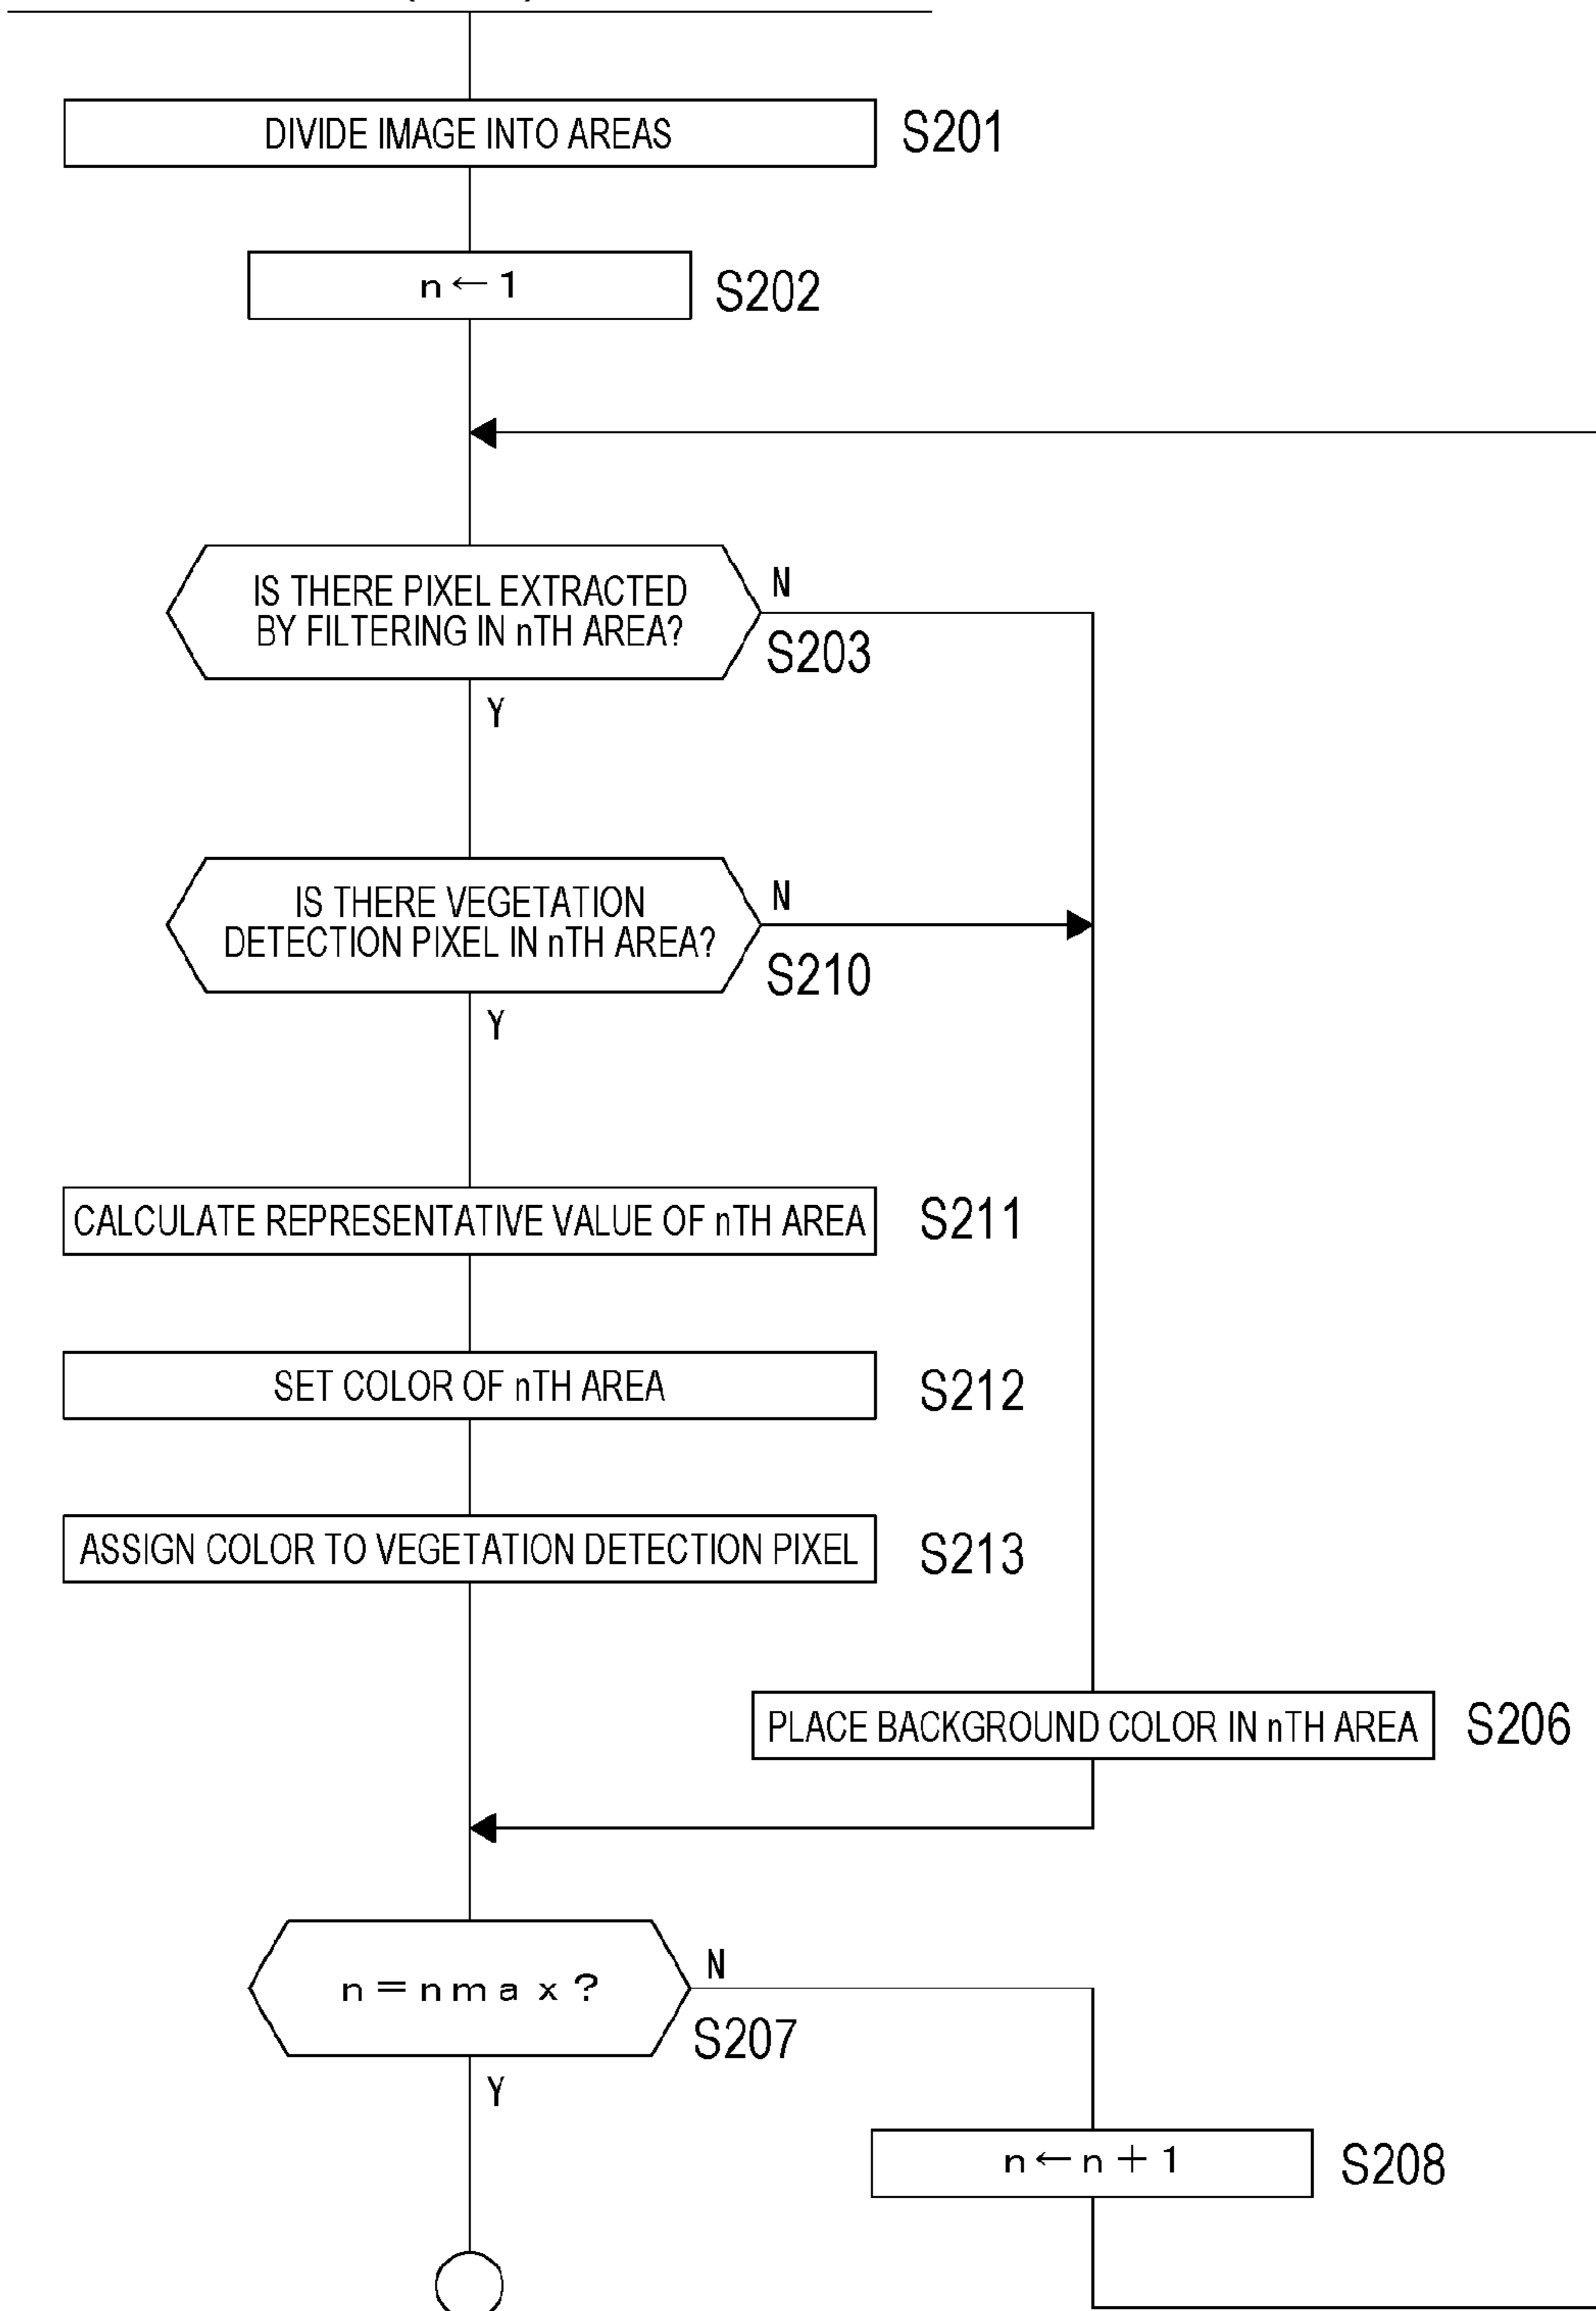 DIVIDE IMAGE INTO AREAS
S201
n ← 1
S202
IS THERE PIXEL EXTRACTED
BY FILTERING IN nTH AREA?
N
S203
Y
IS THERE VEGETATION
DETECTION PIXEL IN nTH AREA?
N
S210
Y
CALCULATE REPRESENTATIVE VALUE OF nTH AREA
S211
SET COLOR OF nTH AREA
S212
ASSIGN COLOR TO VEGETATION DETECTION PIXEL
S213
PLACE BACKGROUND COLOR IN nTH AREA
S206
n = nmax ?
N
S207
Y
n ← n + 1
S208